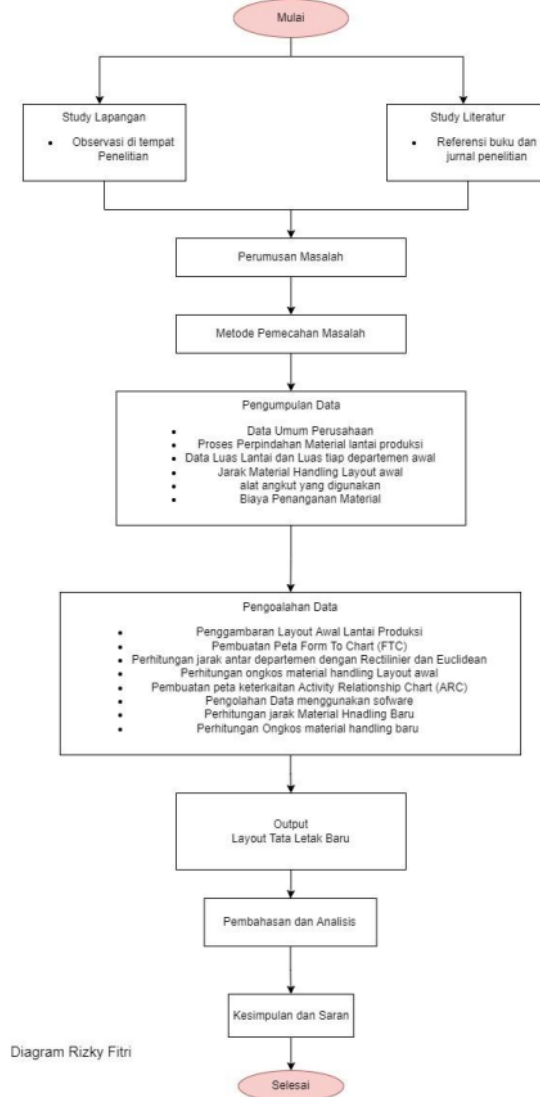 Mulai
Study Lapangan
• Observasi di tempat
Penelitian
Study Literatur
• Referensi buku dan
jurnal penelitian
Perumusan Masalah
Metode Pemecahan Masalah
Pengumpulan Data
• Data Umum Perusahaan
• Proses Perpindahan Material lantai produksi
• Data Luas Lantai dan Luas tiap departemen awal
• Jarak Material Handling Layout awal
• alat angkut yang digunakan
• Biaya Penanganan Material
Pengoalahan Data
• Penggambaran Layout Awal Lantai Produksi
• Pembuatan Peta Form To Chart (FTC)
• Perhitungan jarak antar departemen dengan Rectilinier dan Euclidean
• Perhitungan ongkos material handling Layout awal
• Pembuatan peta keterkaitan Activity Relationship Chart (ARC)
• Pengolahan Data menggunakan sofware
• Perhitungan jarak Material Hnadling Baru
• Perhitungan Ongkos material handling baru
Output
Layout Tata Letak Baru
Pembahasan dan Analisis
Kesimpulan dan Saran
Diagram Rizky Fitri
Selesai